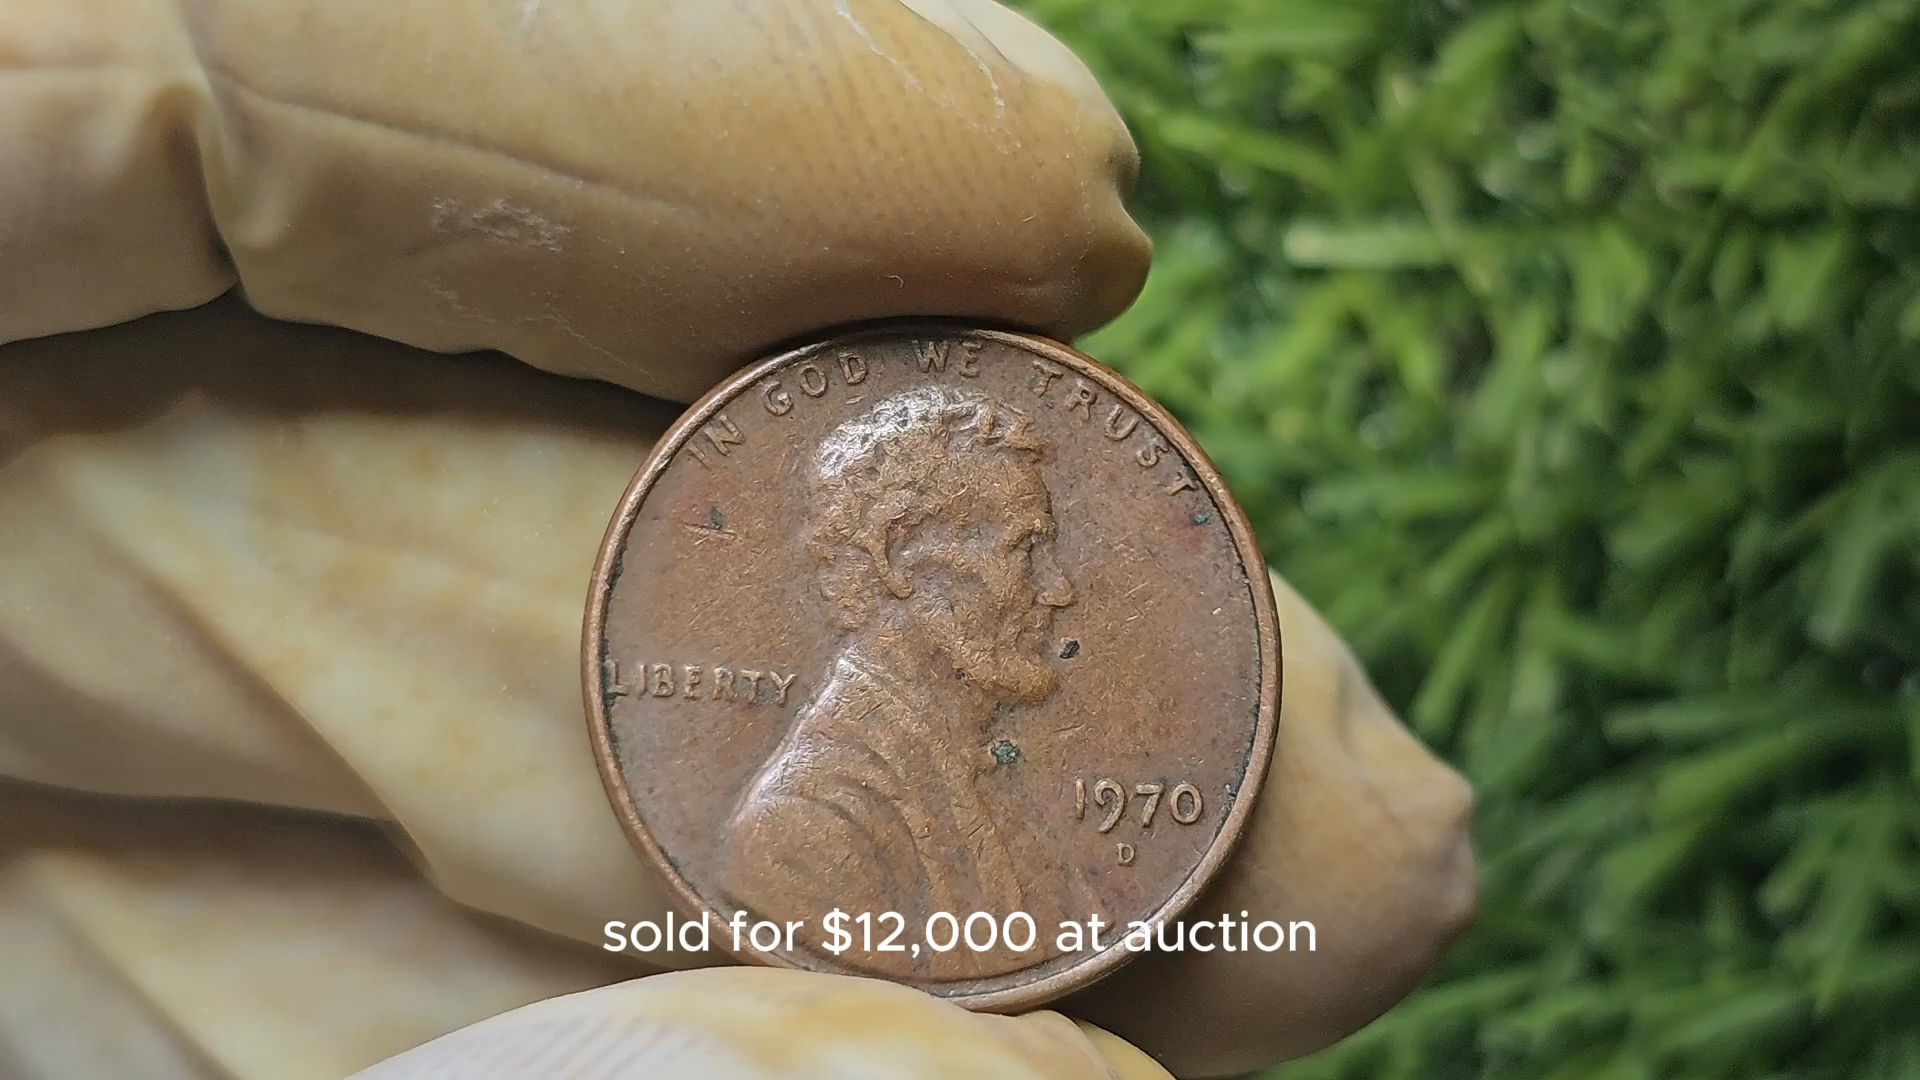 IN GOD WE TRUST
LIBERTY
1970
D
sold for $12,000 at auction